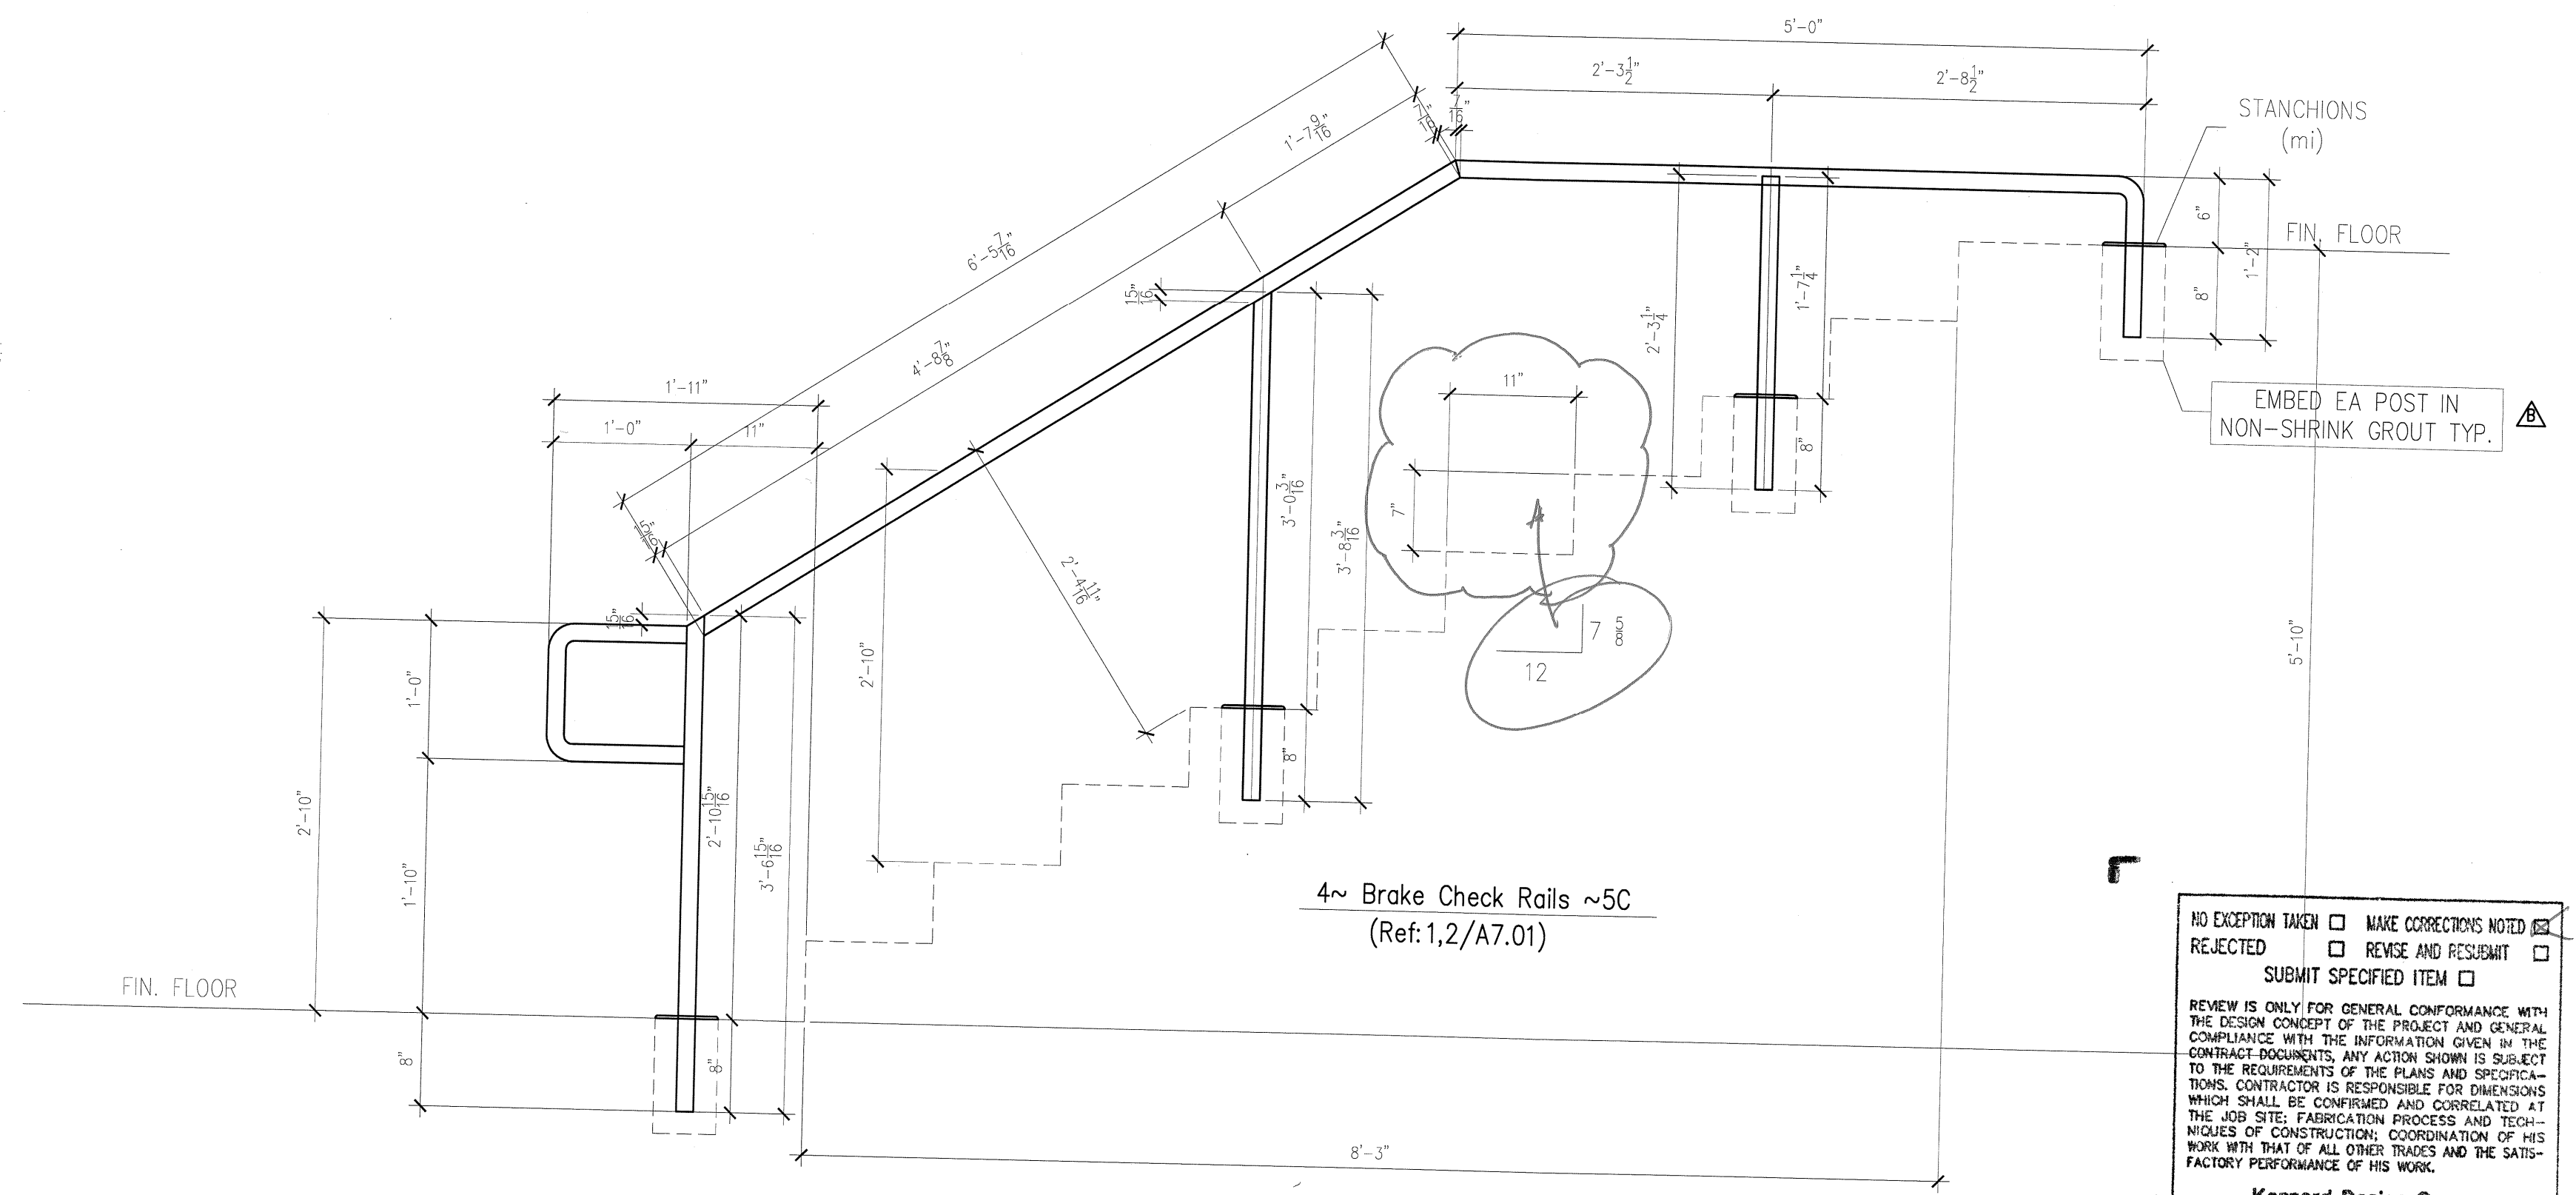 5'-0"
2'-3 1/2"
2'-8 1/2"
7/16"
7/16"
1'-7 9/16"
6'-5 7/16"
4'-8 7/8"
15/16"
STANCHIONS
(mi)
6"
FIN. FLOOR
1'-2"
8"
2'-3 1/4"
1'-7 1/4"
8"
EMBED EA POST IN
NON-SHRINK GROUT TYP.
B
1'-11"
1'-0"
11"
11"
7"
3'-0 3/16"
3'-8 3/16"
8"
2'-4 11/16"
7 5/8
12
5'-10"
15/16"
2'-10"
2'-10"
1'-0"
1'-10"
8"
2'-10 15/16"
3'-6 15/16"
8"
4~ Brake Check Rails ~5C
(Ref: 1,2/A7.01)
FIN. FLOOR
8'-3"
NO EXCEPTION TAKEN
MAKE CORRECTIONS NOTED
REJECTED
REVISE AND RESUBMIT
SUBMIT SPECIFIED ITEM
REVIEW IS ONLY FOR GENERAL CONFORMANCE WITH
THE DESIGN CONCEPT OF THE PROJECT AND GENERAL
COMPLIANCE WITH THE INFORMATION GIVEN IN THE
CONTRACT DOCUMENTS, ANY ACTION SHOWN IS SUBJECT
TO THE REQUIREMENTS OF THE PLANS AND SPECIFICA-
TIONS. CONTRACTOR IS RESPONSIBLE FOR DIMENSIONS
WHICH SHALL BE CONFIRMED AND CORRELATED AT
THE JOB SITE; FABRICATION PROCESS AND TECH-
NIQUES OF CONSTRUCTION; COORDINATION OF HIS
WORK WITH THAT OF ALL OTHER TRADES AND THE SATIS-
FACTORY PERFORMANCE OF HIS WORK.